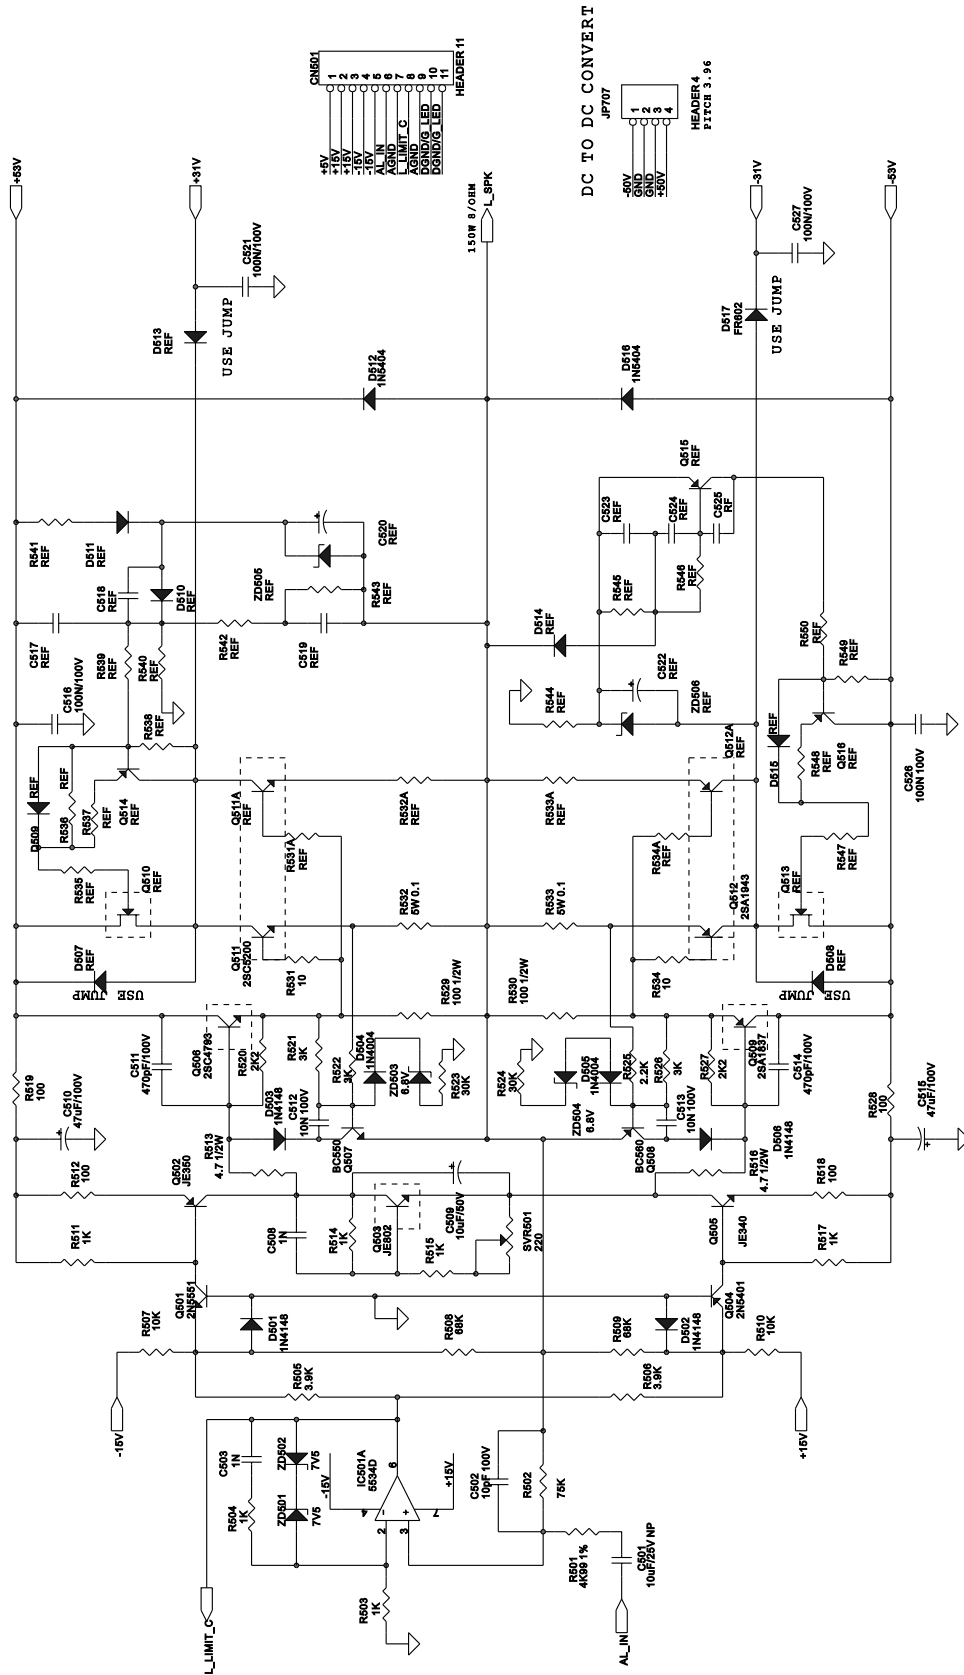 +53V
+31V
CN501
1
2
3
4
5
6
7
8
9
10
11
HEADER 11
+5V
+15V
+15V
-15V
-15V
AL_IN
AGND
L_LIMIT_C
AGND
DGND/G_LED
DGND/G_LED
150W 8/OHM
L_SPK
DC TO DC CONVERT
JP707
1
2
3
4
HEADER 4
PITCH 3.96
-50V
GND
GND
+50V
-31V
-53V
C521
100N/100V
C527
100N/100V
D513
REF
USE JUMP
D517
FR602
USE JUMP
D512
1N5404
D516
1N5404
R541
REF
D511
REF
C518
REF
D510
REF
ZD505
REF
C520
REF
R543
REF
C517
REF
R542
REF
C519
REF
R539
REF
R540
REF
C516
100N/100V
R538
REF
D509
REF
R536
REF
R537
REF
Q514
REF
R535
REF
Q510
REF
D507
REF
USE JUMP
Q511A
REF
R531A
REF
R532A
REF
R533A
REF
R534A
REF
Q512A
REF
Q511
2SC5200
R531
10
R532
5W 0.1
R533
5W 0.1
R534
10
Q512
2SA1943
Q513
REF
D508
REF
USE JUMP
Q515
REF
C523
REF
C524
REF
C525
RF
R545
REF
R546
REF
D514
REF
R544
REF
C522
REF
ZD506
REF
R550
REF
R549
REF
D515
REF
R548
REF
Q516
REF
R547
REF
C526
100N 100V
R529
100 1/2W
R530
100 1/2W
R519
100
C510
47uF/100V
C511
470pF/100V
Q506
2SC4793
R520
2K2
R521
3K
R522
3K
D503
1N4148
C512
10N 100V
D504
1N4004
ZD503
6.8V
R523
30K
R524
30K
BC550
Q507
ZD504
6.8V
D505
1N4004
R525
2.2K
R526
3K
R527
2K2
Q509
2SA1837
C514
470pF/100V
BC560
Q508
C513
10N 100V
D506
1N4148
R528
100
C515
47uF/100V
R512
100
Q502
JE350
R513
4.7 1/2W
R511
1K
C508
1N
R514
1K
Q503
JE802
C509
10uF/50V
R515
1K
SVR501
220
R516
4.7 1/2W
Q505
JE340
R518
100
R517
1K
Q501
2N5551
Q504
2N5401
R507
10K
D501
1N4148
R508
68K
R509
68K
D502
1N4148
R510
10K
R505
3.9K
R506
3.9K
-15V
+15V
C503
1N
R504
1K
ZD502
7V5
ZD501
7V5
-15V
IC501A
5534D
+15V
2
3
4
6
7
-
+
C502
10pF 100V
R502
75K
R501
4K99 1%
C501
10uF/25V NP
R503
1K
L_LIMIT_C
AL_IN